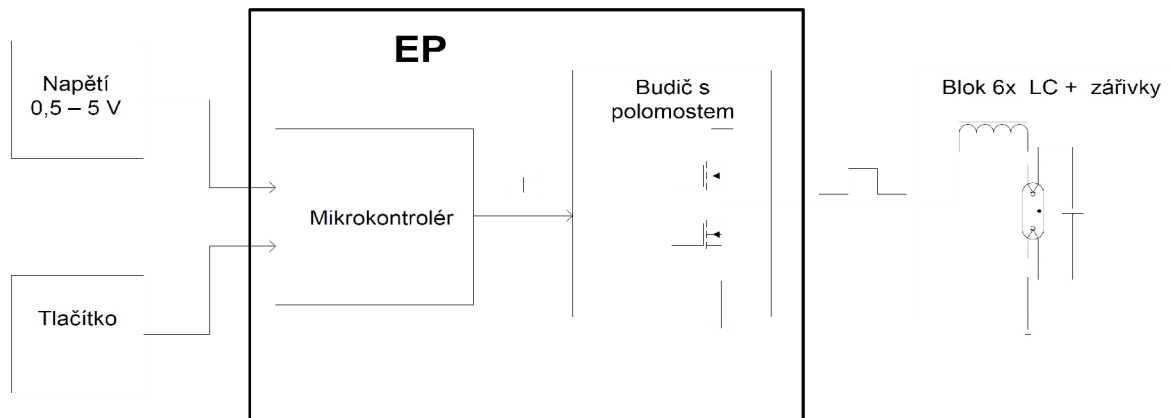 EP
Napětí
0,5 – 5 V
Budič s
polomostem
Blok 6x LC + zářivky
Mikrokontrolér
Tlačítko